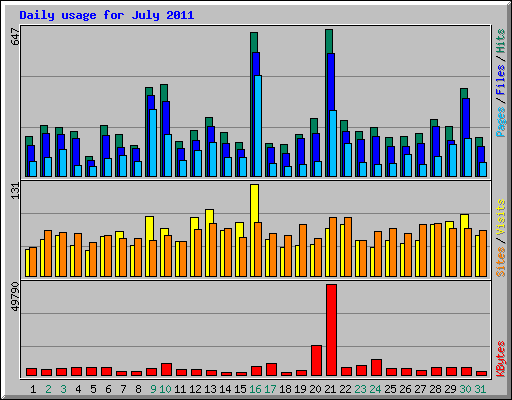 Daily usage for July 2011
647
Pages / Files / Hits
131
Sites / Visits
49790
KBytes
1 2 3 4 5 6 7 8 9 10 11 12 13 14 15 16 17 18 19 20 21 22 23 24 25 26 27 28 29 30 31